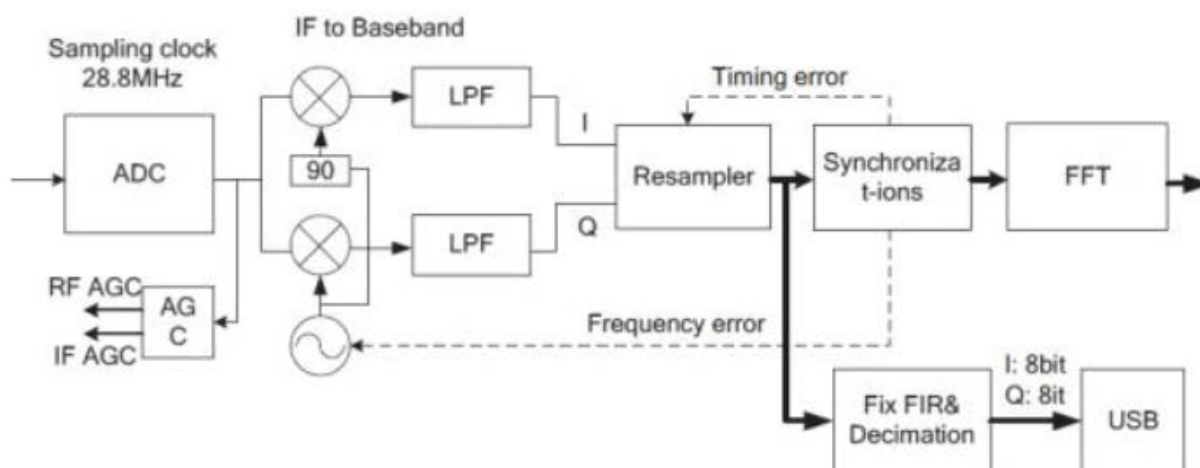 IF to Baseband
Sampling clock
28.8MHz
ADC
LPF
Timing error
I
90
Resampler
Synchroniza
t-ions
FFT
LPF
Q
RF AGC
AG
C
IF AGC
Frequency error
I: 8bit
Q: 8it
Fix FIR&
Decimation
USB